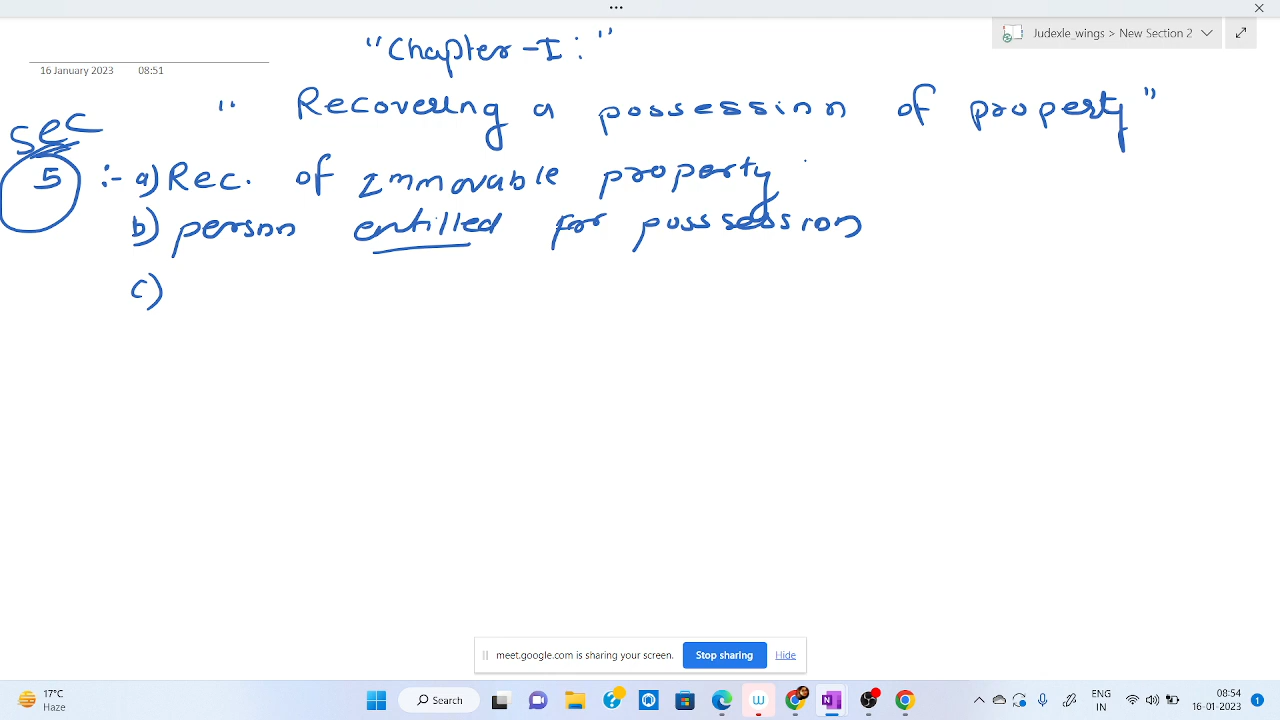 Judexle_wings > New Section 2
"Chapter - I : "
16 January 2023 08:51
" Recovering a possession of property "
Sec
5 :- a) Rec. of Immovable property
b) person entilled for possession
c)
meet.google.com is sharing your screen. Stop sharing Hide
17°C
Haze
Search
ENG
IN
08:54
16-01-2023
1